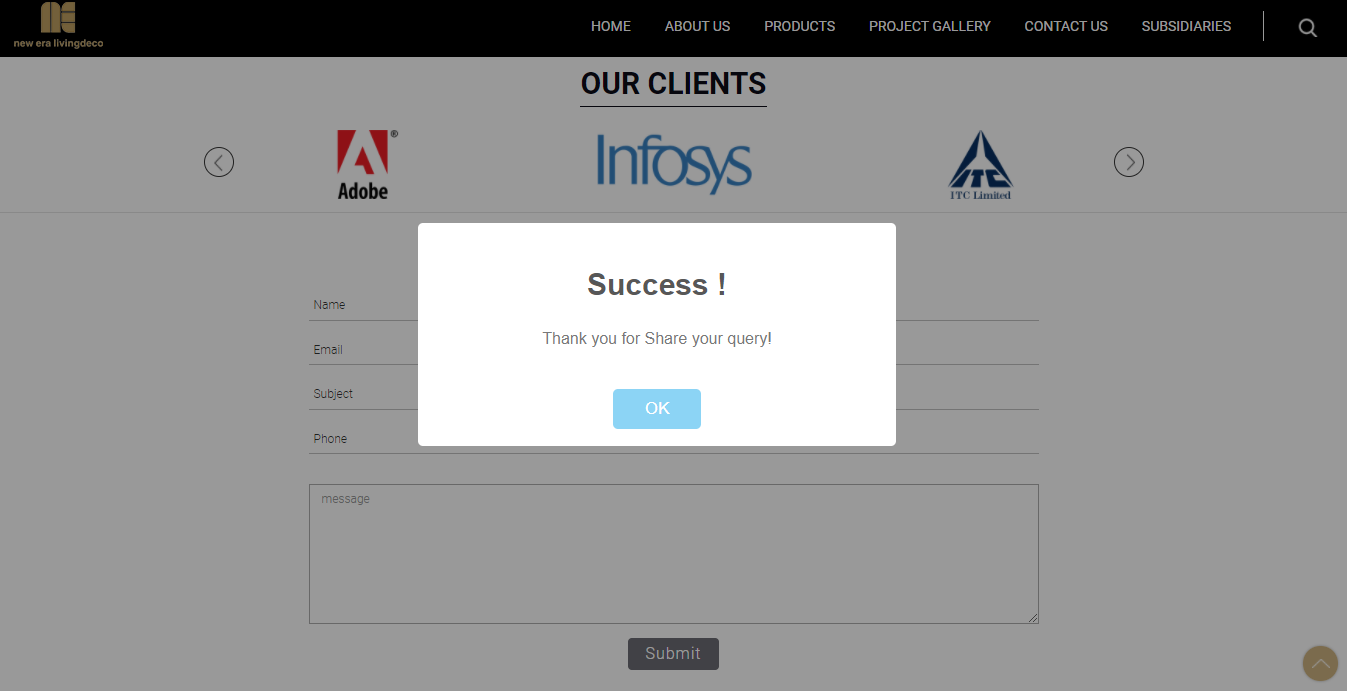 new era livingdeco
HOME ABOUT US PRODUCTS PROJECT GALLERY CONTACT US SUBSIDIARIES
OUR CLIENTS
Adobe®
Infosys
ITC
ITC Limited
Success !
Thank you for Share your query!
OK
Name
Email
Subject
Phone
message
Submit